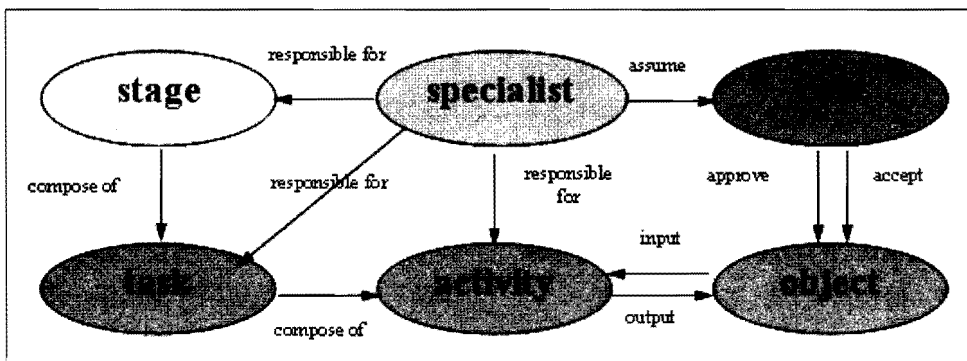 responsible for
assume
stage
specialist
compose of
responsible for
responsible
for
approve
accept
input
task
activity
object
compose of
output